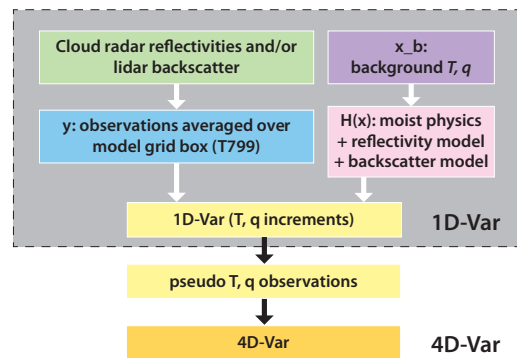 Cloud radar reflectivities and/or
lidar backscatter
x_b:
background T, q
y: observations averaged over
model grid box (T799)
H(x): moist physics
+ reflectivity model
+ backscatter model
1D-Var (T, q increments)
1D-Var
pseudo T, q observations
4D-Var
4D-Var